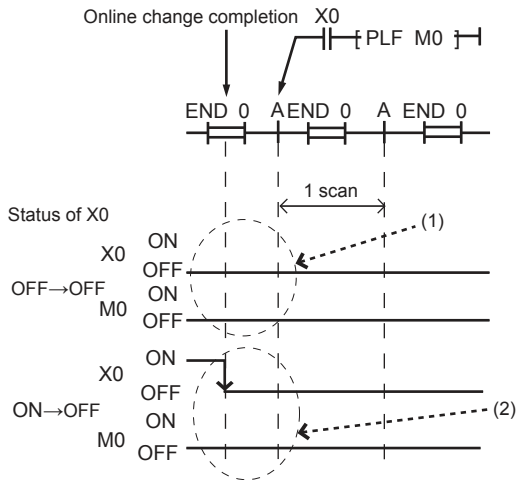 Online change completion
X0
PLF M0
END 0 A END 0 A END 0
1 scan
Status of X0
(1)
ON
X0
OFF
OFF→OFF
ON
M0
OFF
ON
X0
OFF
ON→OFF
ON
(2)
M0
OFF